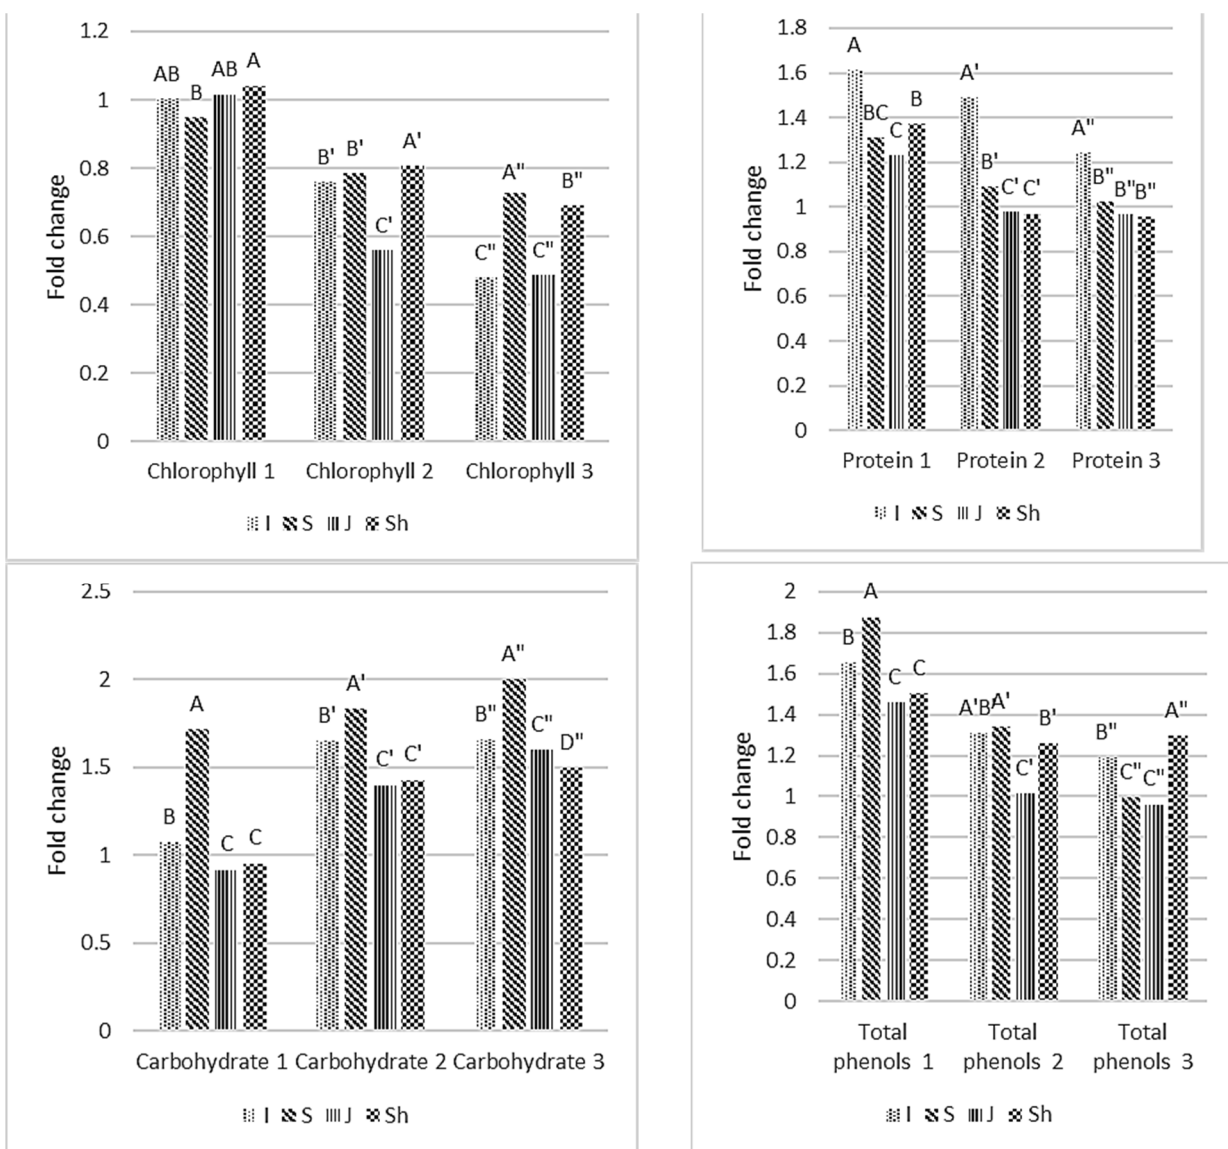 1.2
1
0.8
0.6
0.4
0.2
0
Fold change
AB
B
AB
A
B'
B'
C'
A'
C"
A"
C"
B"
Chlorophyll 1
Chlorophyll 2
Chlorophyll 3
I S J Sh
1.8
1.6
1.4
1.2
1
0.8
0.6
0.4
0.2
0
Fold change
A
BC
C
B
A'
B'
C'
C'
A"
B"
B"
B"
Protein 1
Protein 2
Protein 3
I S J Sh
2.5
2
1.5
1
0.5
0
Fold change
B
A
C
C
B'
A'
C'
C'
B"
A"
C"
D"
Carbohydrate 1
Carbohydrate 2
Carbohydrate 3
I S J Sh
2
1.8
1.6
1.4
1.2
1
0.8
0.6
0.4
0.2
0
Fold change
B
A
C
C
A'B'
A'
C'
B'
B"
C"
C"
A"
Total
phenols 1
Total
phenols 2
Total
phenols 3
I S J Sh